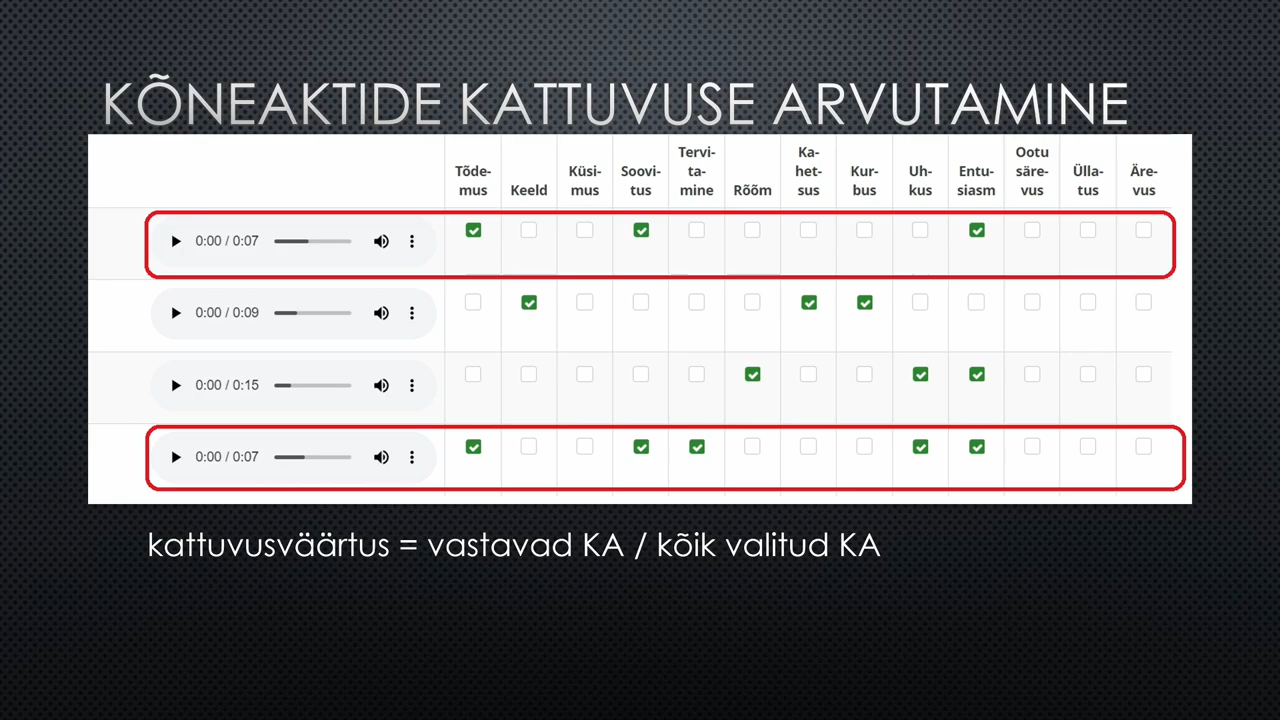 KÕNEAKTIDE KATTUVUSE ARVUTAMINE
Tõde-
mus
Keeld
Küsi-
mus
Soovi-
tus
Tervi-
ta-
mine
Rõõm
Ka-
het-
sus
Kur-
bus
Uh-
kus
Entu-
siasm
Ootu
säre-
vus
Ülla-
tus
Äre-
vus
0:00 / 0:07
0:00 / 0:09
0:00 / 0:15
0:00 / 0:07
kattuvusväärtus = vastavad KA / kõik valitud KA